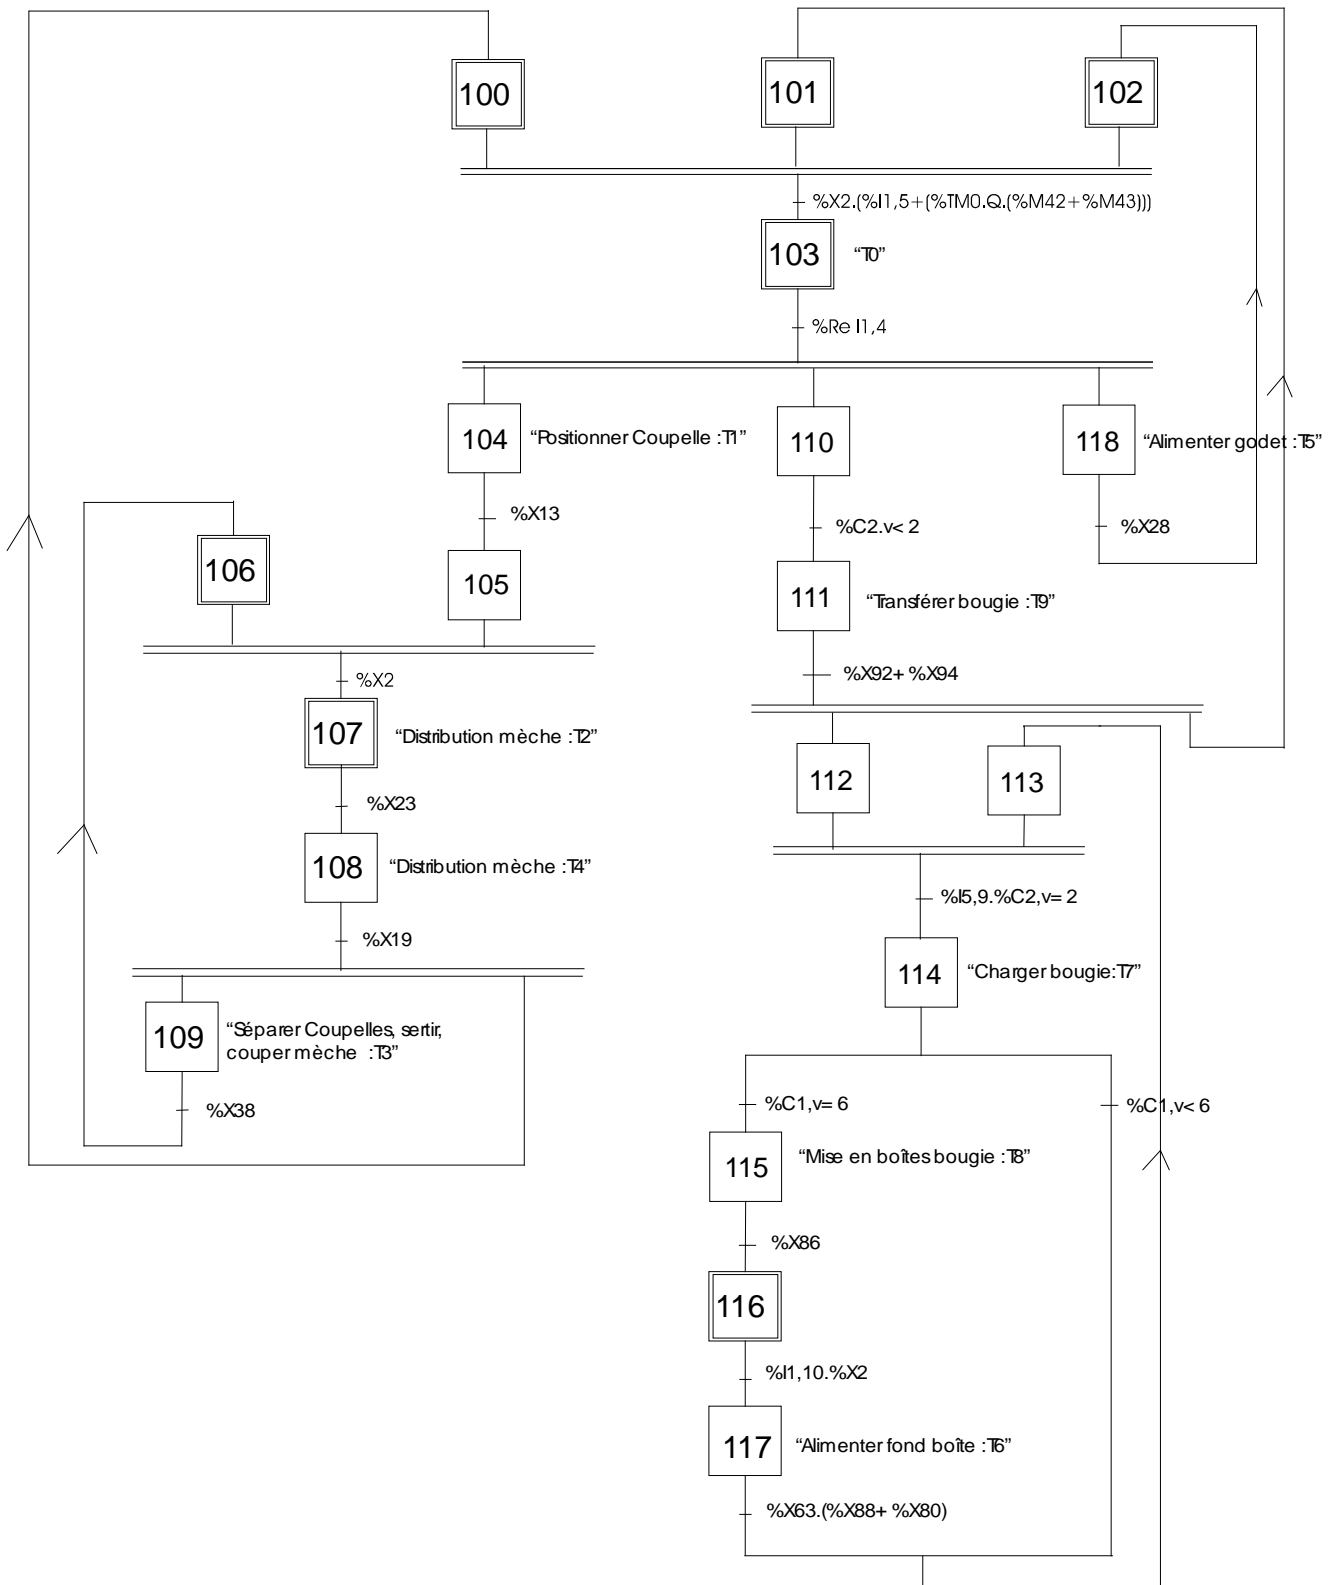 100
101
102
%X2.(%I1,5+(%TM0.Q.(%M42+%M43)))
103
“T0”
%Re I1,4
104
“Positionner Coupelle :T1”
110
118
“Alimenter godet :T5”
%X13
%C2.v< 2
%X28
106
105
111
“Transférer bougie :T9”
%X92+ %X94
%X2
107
“Distribution mèche :T2”
112
113
%X23
108
“Distribution mèche :T4”
%I5,9.%C2,v= 2
%X19
114
“Charger bougie:T7”
109
“Séparer Coupelles, sertir,
couper mèche :T3”
%X38
%C1,v= 6
%C1,v< 6
115
“Mise en boîtes bougie :T8”
%X86
116
%I1,10.%X2
117
“Alimenter fond boîte :T6”
%X63.(%X88+ %X80)